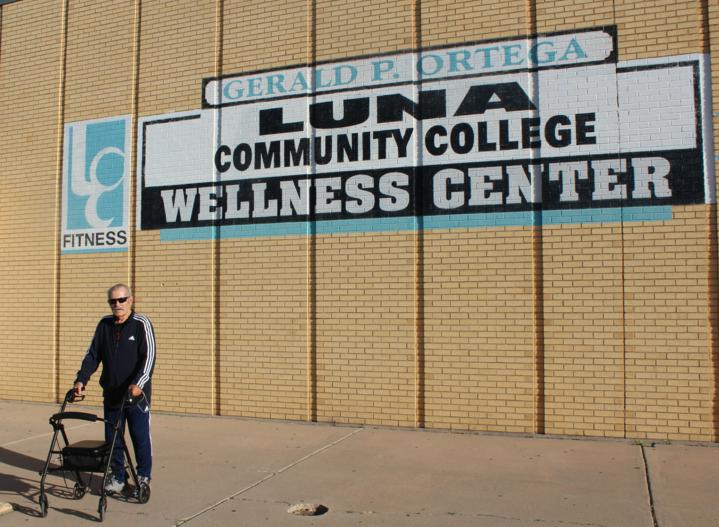 GERALD P. ORTEGA
LUNA
COMMUNITY COLLEGE
WELLNESS CENTER
LCC
FITNESS